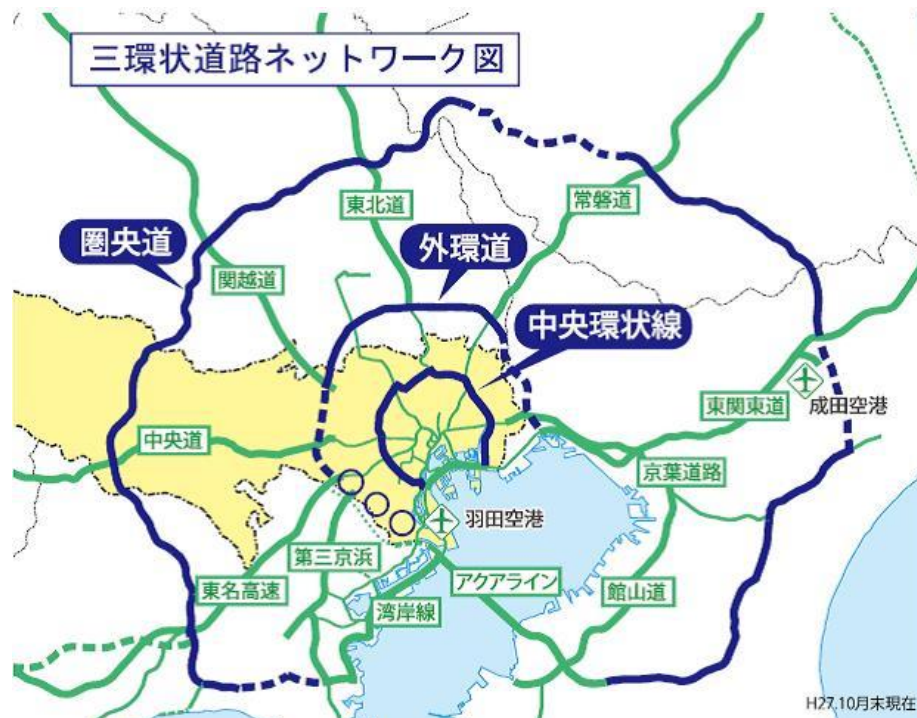 三環状道路ネットワーク図
東北道
常磐道
圏央道
外環道
関越道
中央環状線
成田空港
東関東道
中央道
京葉道路
羽田空港
第三京浜
東名高速
アクアライン
館山道
湾岸線
H27.10月末現在